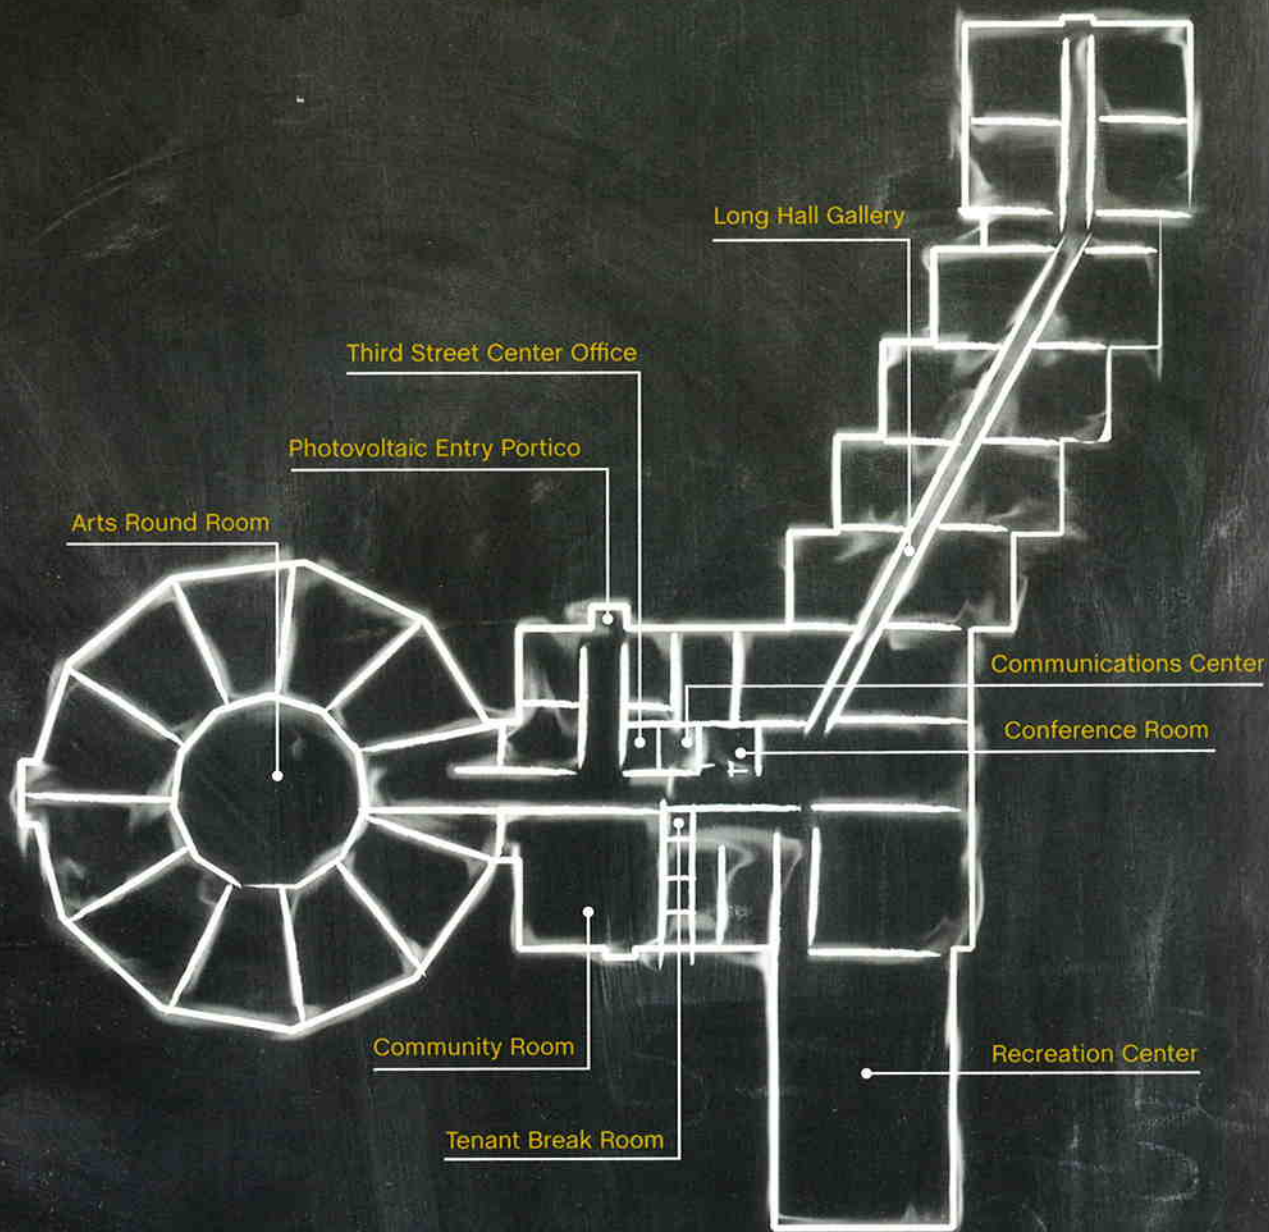 Long Hall Gallery
Third Street Center Office
Photovoltaic Entry Portico
Arts Round Room
Communications Center
Conference Room
Community Room
Recreation Center
Tenant Break Room